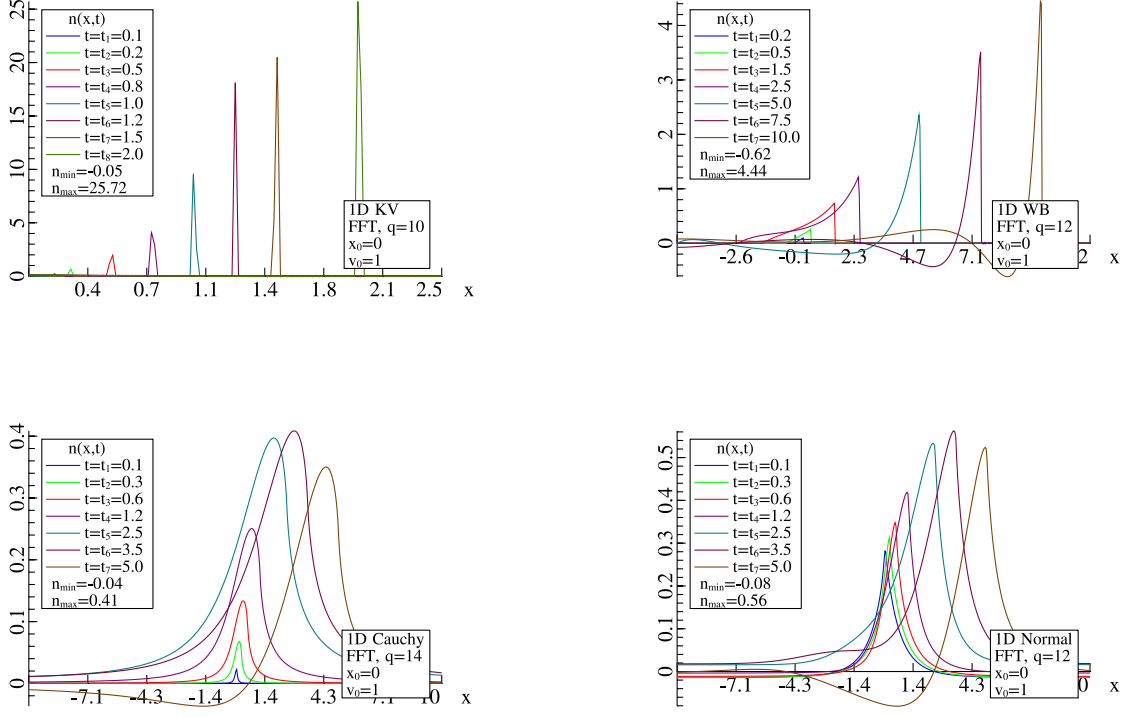 n(x,t)
t=t1=0.1
t=t2=0.2
t=t3=0.5
t=t4=0.8
t=t5=1.0
t=t6=1.2
t=t7=1.5
t=t8=2.0
nmin=-0.05
nmax=25.72
25
20
15
10
5
0
1D KV
FFT, q=10
x0=0
v0=1
0.4 0.7 1.1 1.4 1.8 2.1 2.5 x
n(x,t)
t=t1=0.2
t=t2=0.5
t=t3=1.5
t=t4=2.5
t=t5=5.0
t=t6=7.5
t=t7=10.0
nmin=-0.62
nmax=4.44
4
3
2
1
0
1D WB
FFT, q=12
x0=0
v0=1
-2.6 -0.1 2.3 4.7 7.1 2 x
n(x,t)
t=t1=0.1
t=t2=0.3
t=t3=0.6
t=t4=1.2
t=t5=2.5
t=t6=3.5
t=t7=5.0
nmin=-0.04
nmax=0.41
0.4
0.3
0.2
0.1
0
1D Cauchy
FFT, q=14
x0=0
v0=1
-7.1 -4.3 -1.4 1.4 4.3 7.1 10 x
n(x,t)
t=t1=0.1
t=t2=0.3
t=t3=0.6
t=t4=1.2
t=t5=2.5
t=t6=3.5
t=t7=5.0
nmin=-0.08
nmax=0.56
0.5
0.4
0.3
0.2
0.1
0
1D Normal
FFT, q=12
x0=0
v0=1
-7.1 -4.3 -1.4 1.4 4.3 0 x